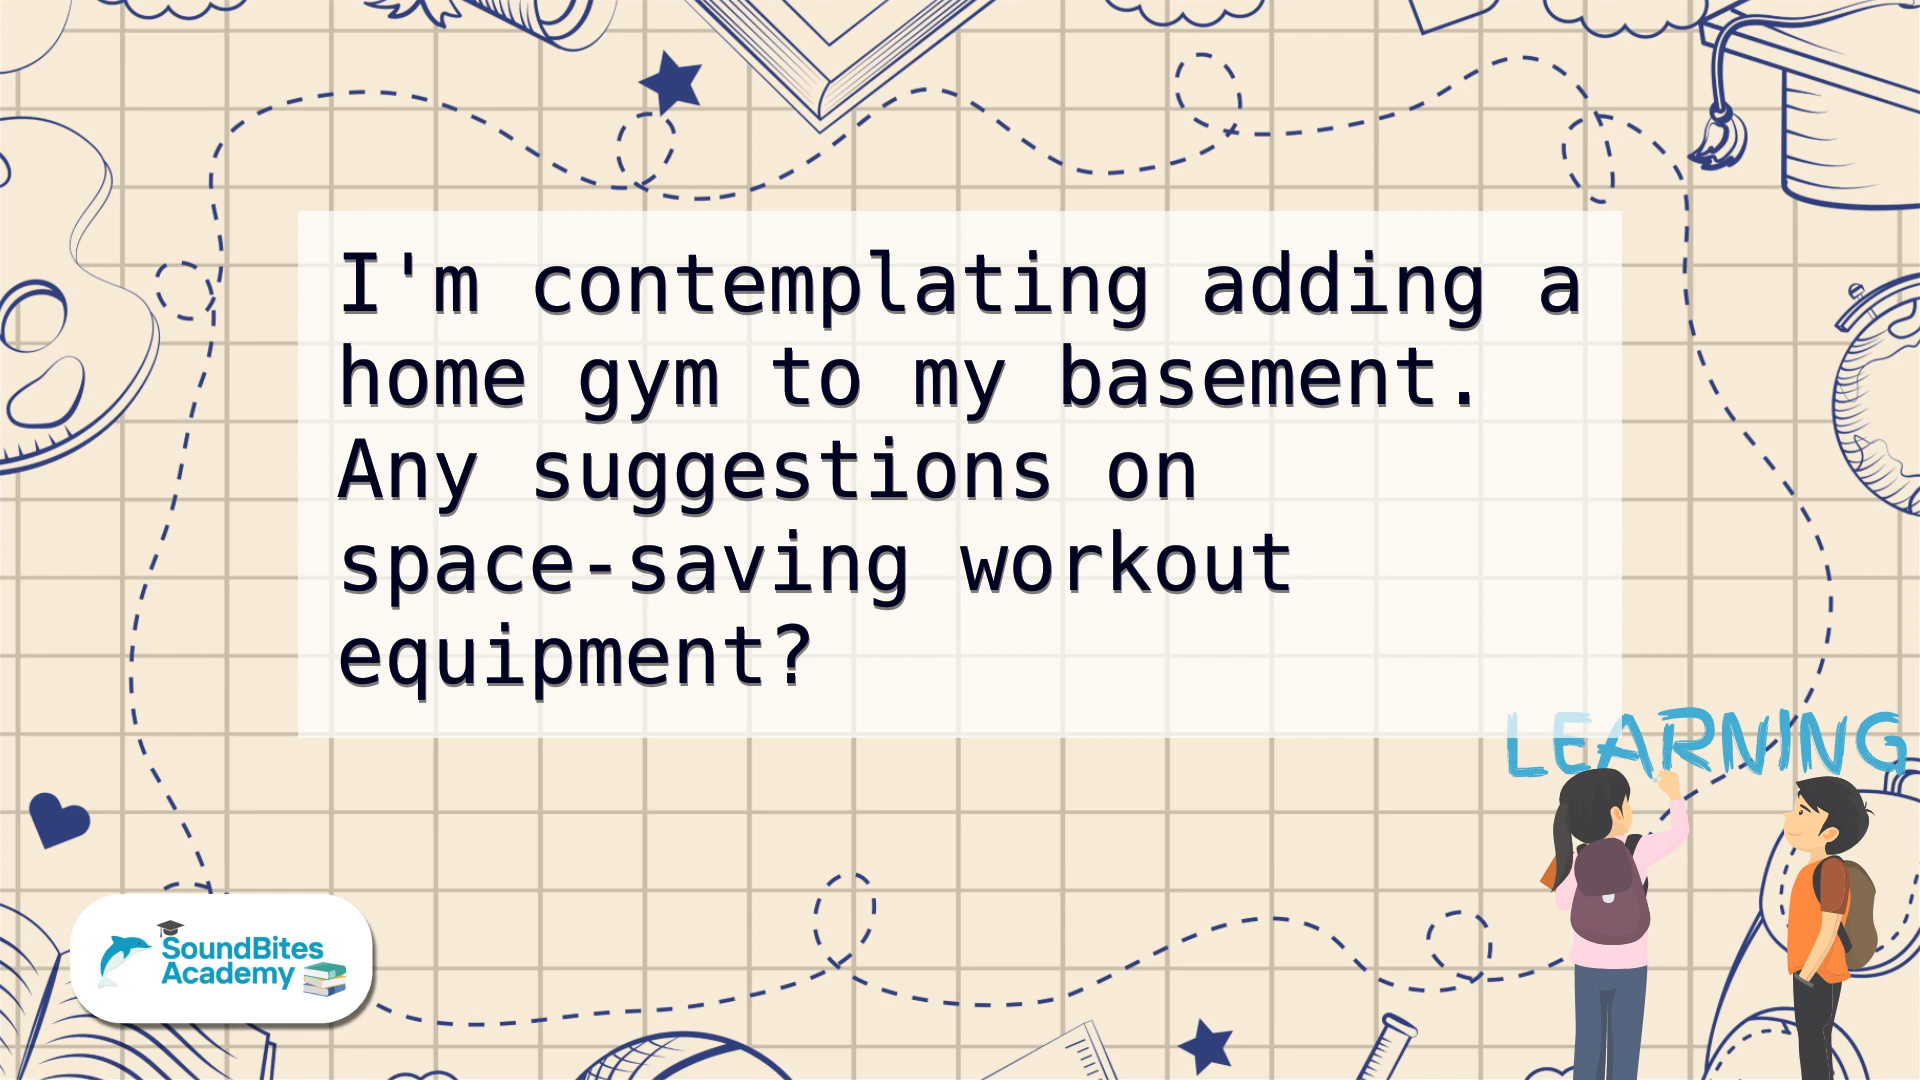 I'm contemplating adding a
home gym to my basement.
Any suggestions on
space-saving workout
equipment?
LEARNING
SoundBites
Academy